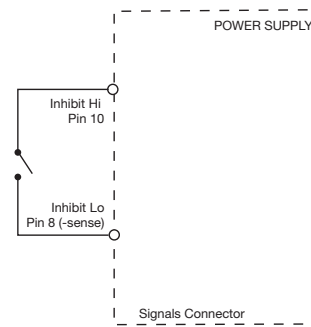 POWER SUPPLY
Inhibit Hi
Pin 10
Inhibit Lo
Pin 8 (-sense)
Signals Connector